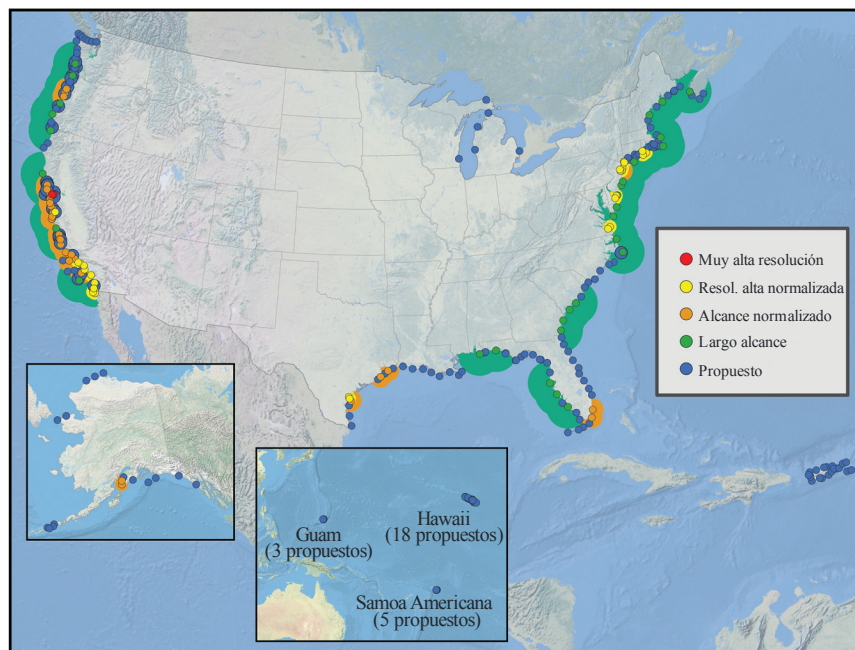 Muy alta resolución
Resol. alta normalizada
Alcance normalizado
Largo alcance
Propuesto
Guam
(3 propuestos)
Hawaii
(18 propuestos)
Samoa Americana
(5 propuestos)